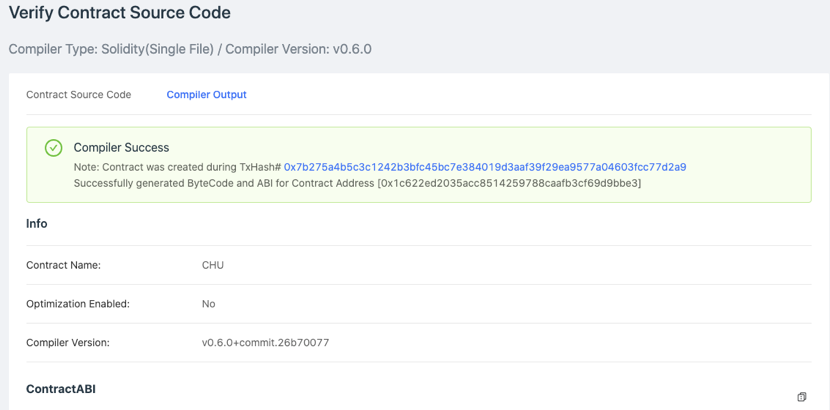 Verify Contract Source Code
Compiler Type: Solidity(Single File) / Compiler Version: v0.6.0
Contract Source Code Compiler Output
Compiler Success
Note: Contract was created during TxHash# 0x7b275a4b5c3c1242b3bfc45bc7e384019d3aaf39f29ea9577a04603fcc77d2a9
Successfully generated ByteCode and ABI for Contract Address [0x1c622ed2035acc8514259788caafb3cf69d9bbe3]
Info
Contract Name: CHU
Optimization Enabled: No
Compiler Version: v0.6.0+commit.26b70077
ContractABI